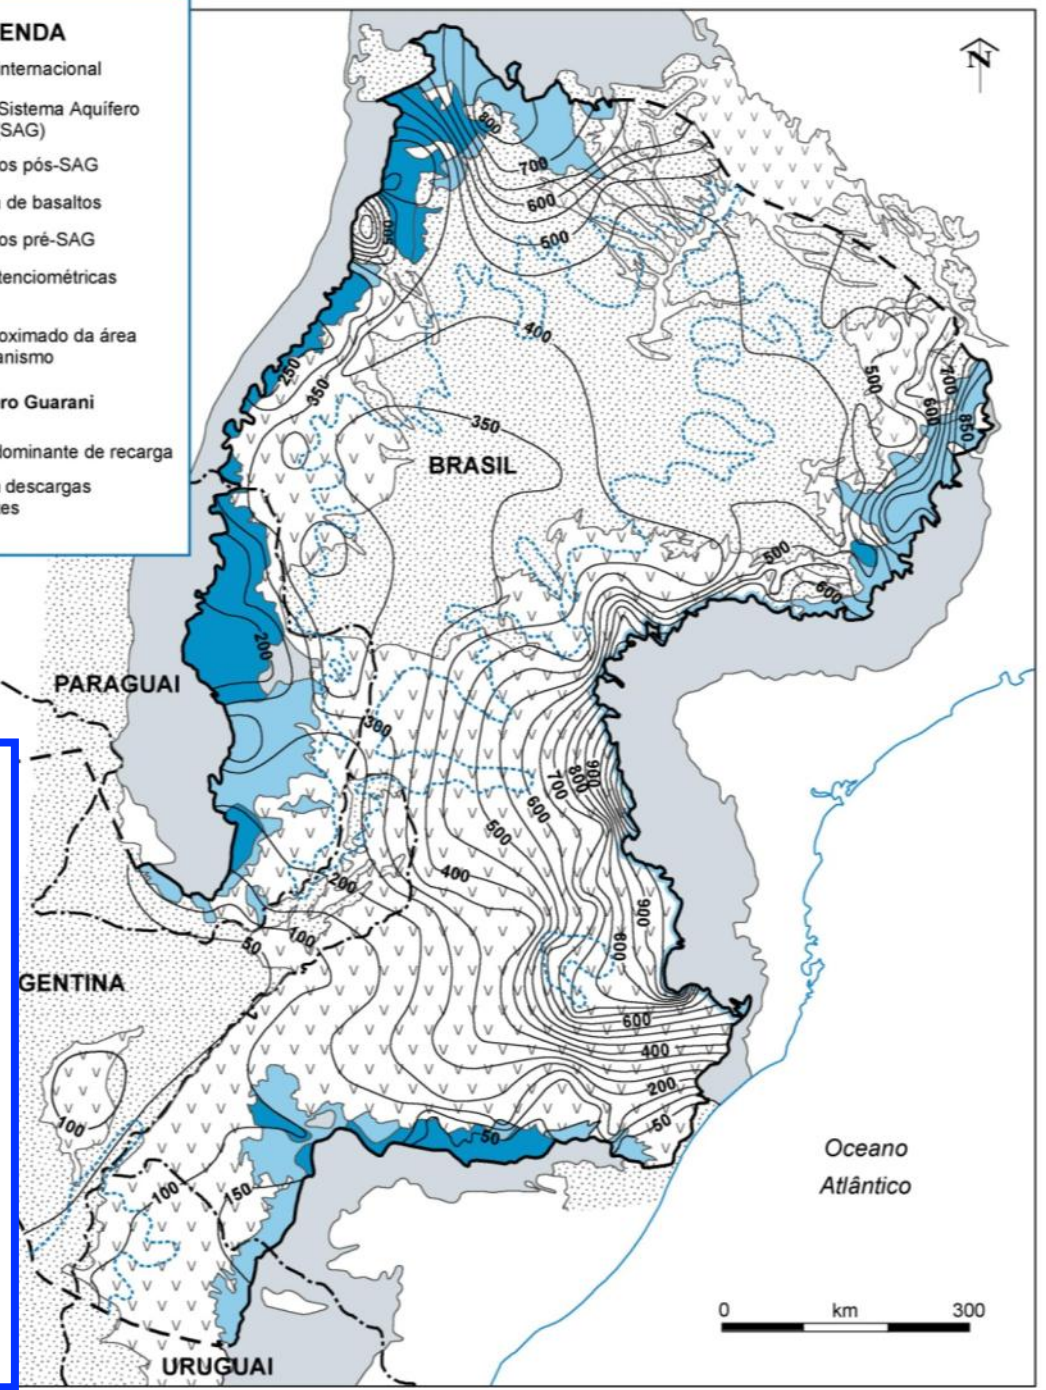 ENDA
nternacional
Sistema Aquífero
SAG)
os pós-SAG
de basaltos
os pré-SAG
tenciométricas
oximado da área
anismo
ro Guarani
dominante de recarga
descargas
es
N
800
700
600
500
500
400
250
350
350
BRASIL
500
700
600
850
500
600
200
PARAGUAI
300
900
800
700
600
500
400
200
900
600
100
50
GENTINA
600
400
200
50
50
100
100
150
Oceano
Atlântico
0 km 300
URUGUAI